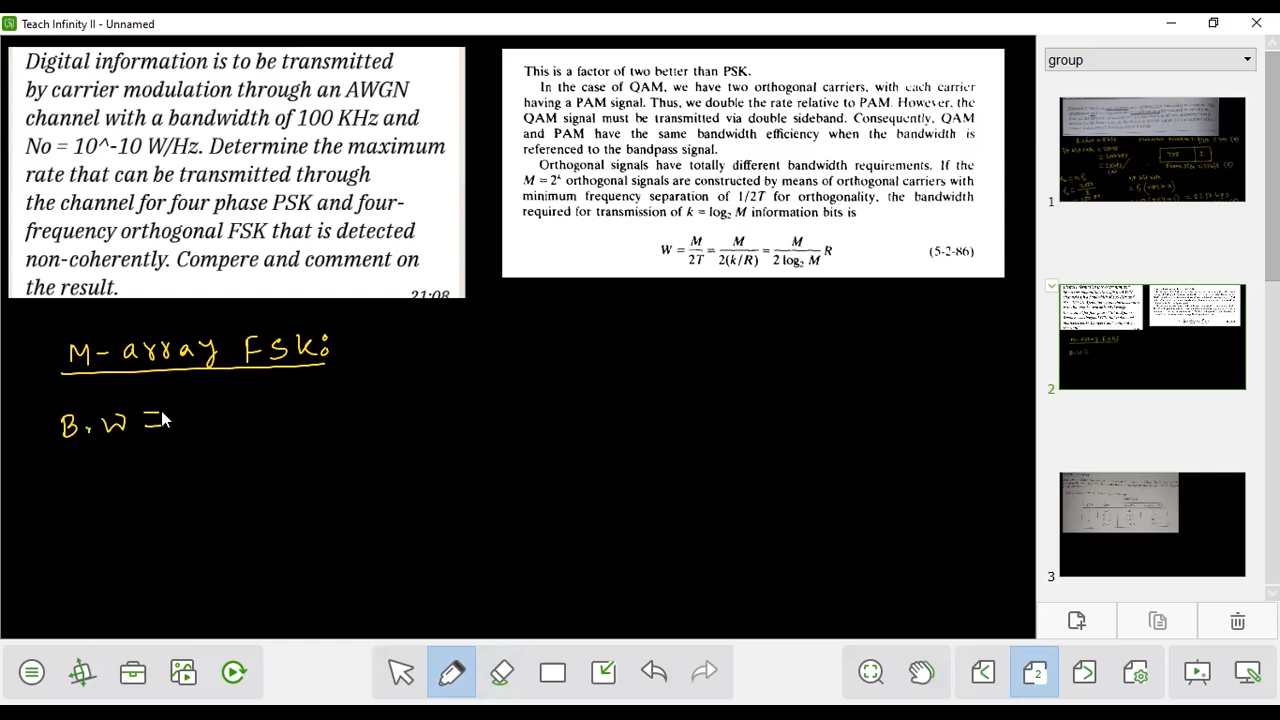 Teach Infinity II - Unnamed
Digital information is to be transmitted
by carrier modulation through an AWGN
channel with a bandwidth of 100 KHz and
No = 10^-10 W/Hz. Determine the maximum
rate that can be transmitted through
the channel for four phase PSK and four-
frequency orthogonal FSK that is detected
non-coherently. Compere and comment on
the result.
21:08
This is a factor of two better than PSK.
In the case of QAM, we have two orthogonal carriers, with each carrier
having a PAM signal. Thus, we double the rate relative to PAM. However, the
QAM signal must be transmitted via double sideband. Consequently, QAM
and PAM have the same bandwidth efficiency when the bandwidth is
referenced to the bandpass signal.
Orthogonal signals have totally different bandwidth requirements. If the
M = 2^k orthogonal signals are constructed by means of orthogonal carriers with
minimum frequency separation of 1/2T for orthogonality, the bandwidth
required for transmission of k = log₂ M information bits is
W = M/2T = M/2(k/R) = M/2 log₂ M R (5-2-86)
M-array FSK:
B.W =
group
1
2
3
2